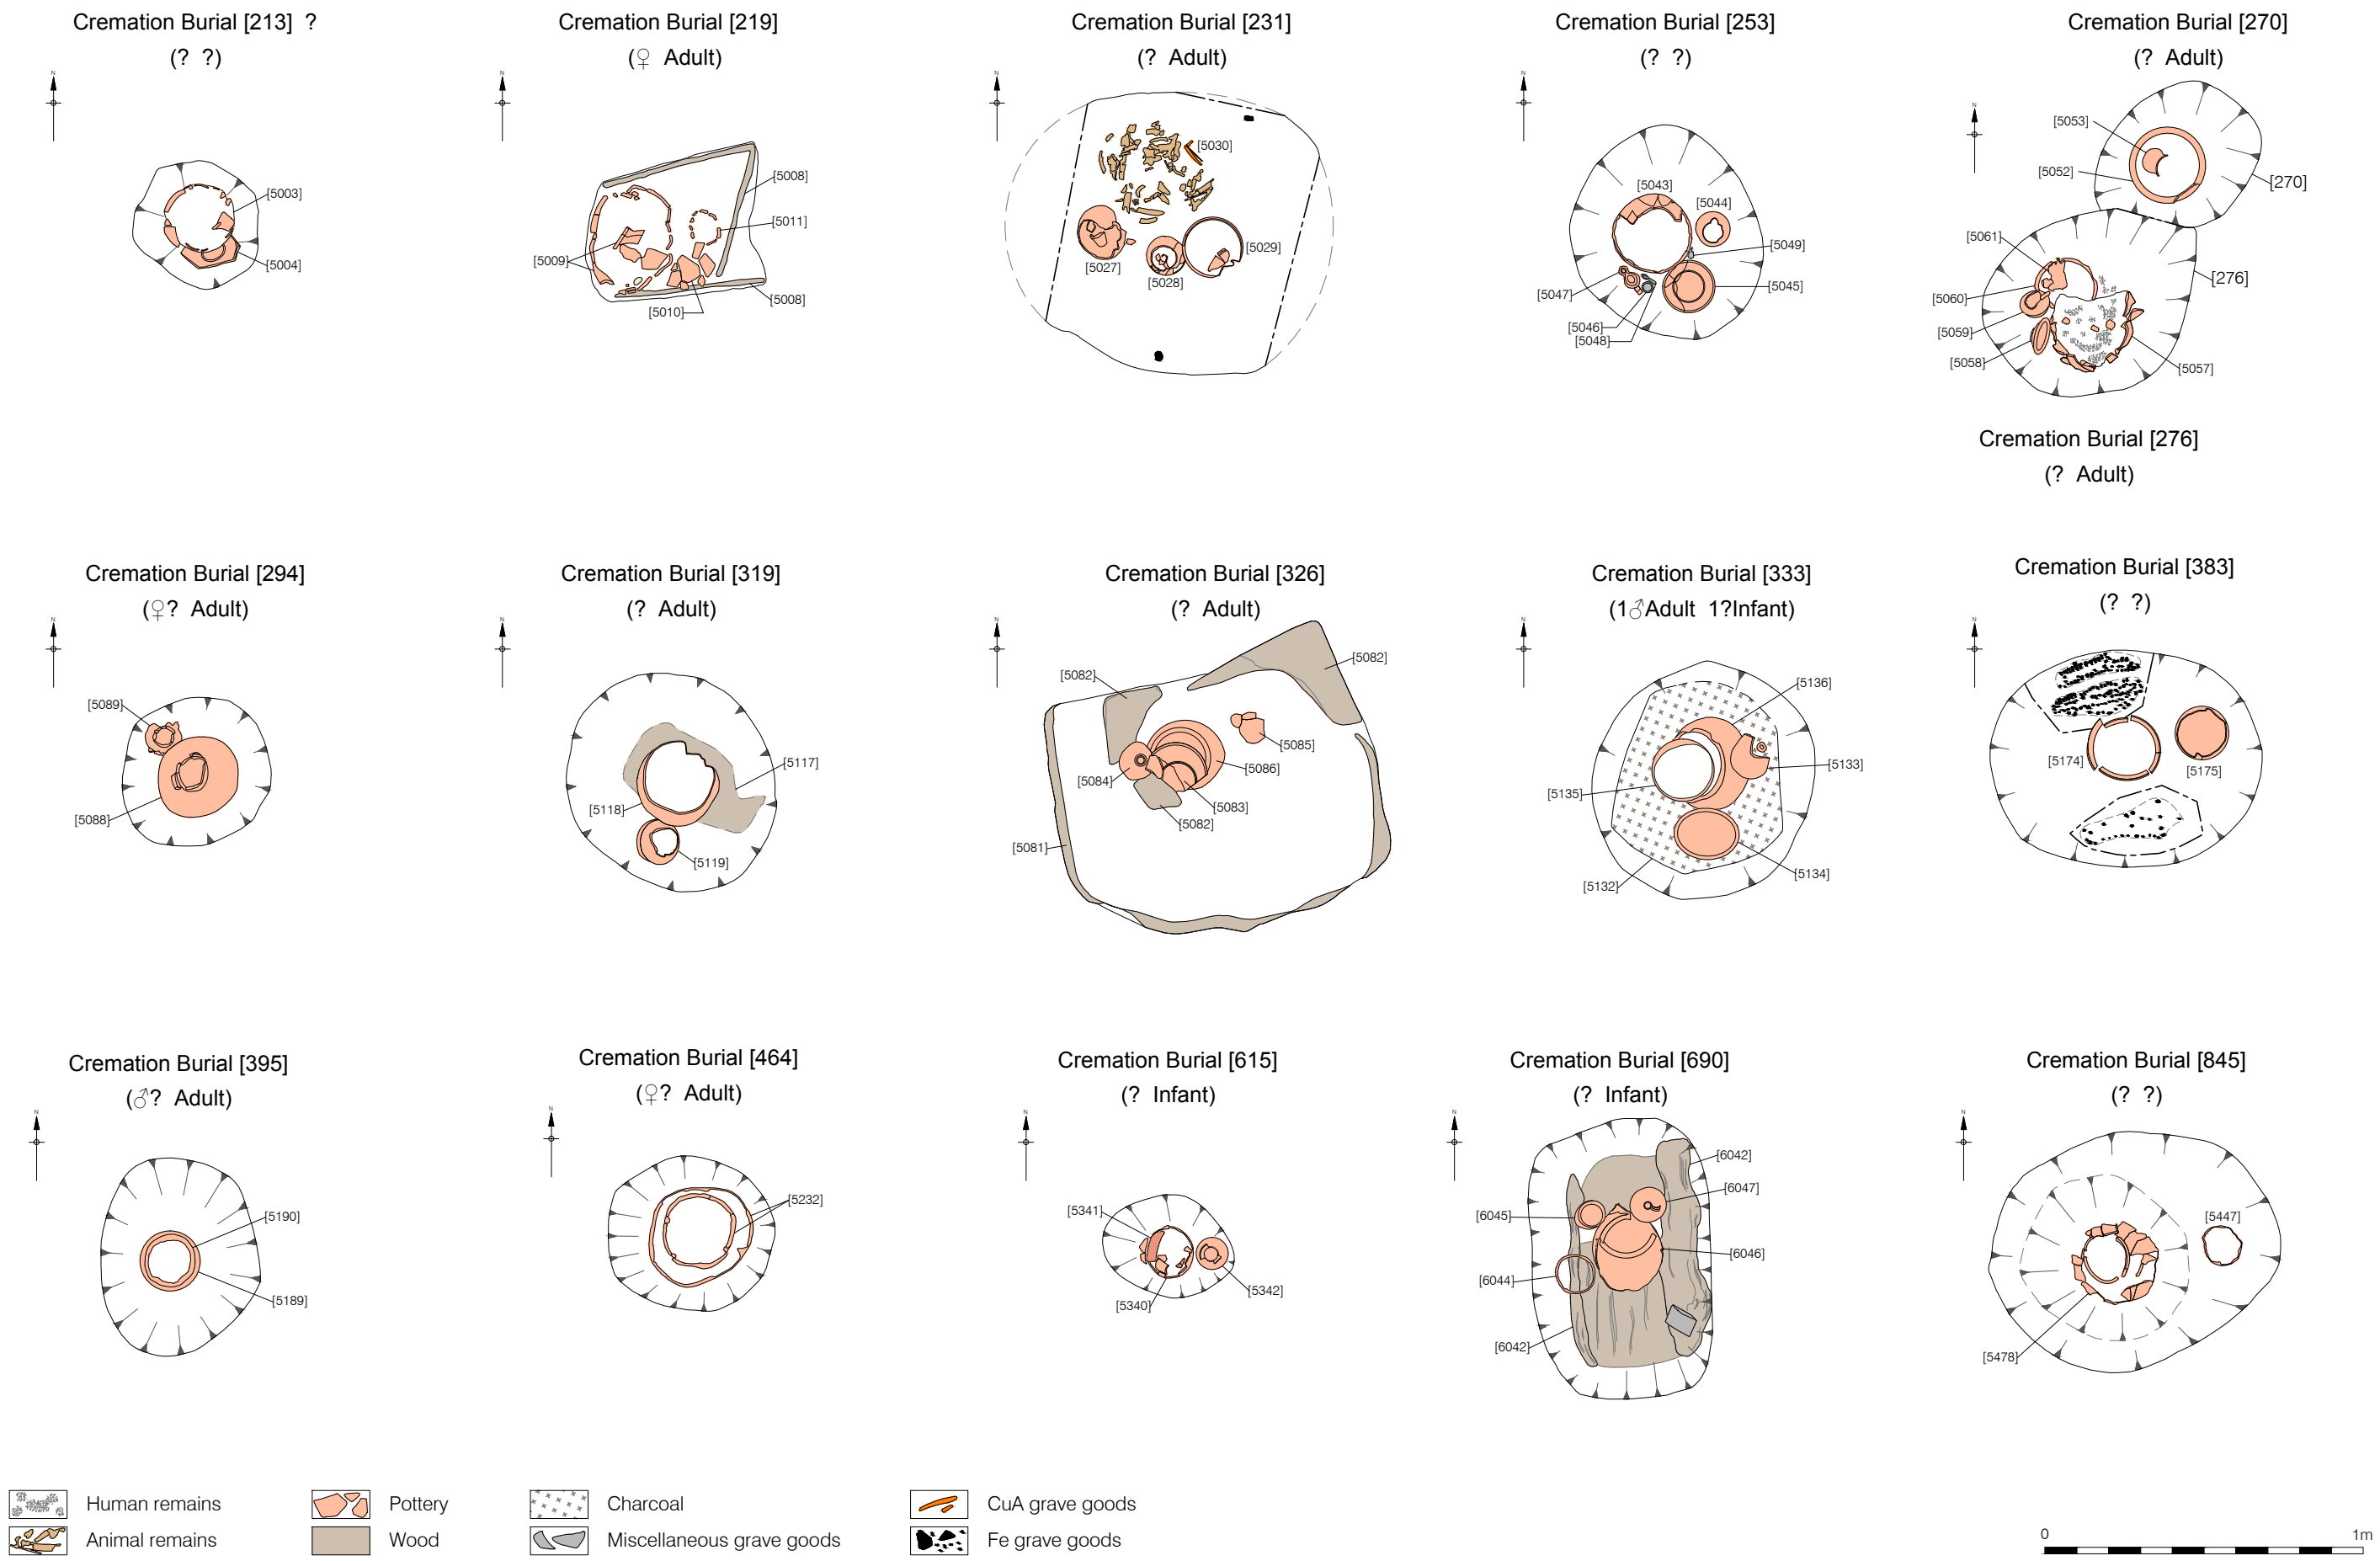 Cremation Burial [213] ?
(? ?)
N
[5003]
[5004]
Cremation Burial [219]
(♀ Adult)
N
[5008]
[5011]
[5009]
[5008]
[5010]
Cremation Burial [231]
(? Adult)
N
[5030]
[5027]
[5028]
[5029]
Cremation Burial [253]
(? ?)
N
[5043]
[5044]
[5049]
[5047]
[5045]
[5046]
[5048]
Cremation Burial [270]
(? Adult)
N
[5053]
[5052]
[270]
[5061]
[276]
[5060]
[5059]
[5058]
[5057]
Cremation Burial [276]
(? Adult)
Cremation Burial [294]
(♀? Adult)
N
[5089]
[5088]
Cremation Burial [319]
(? Adult)
N
[5117]
[5118]
[5119]
Cremation Burial [326]
(? Adult)
N
[5082]
[5082]
[5085]
[5086]
[5084]
[5083]
[5082]
[5081]
Cremation Burial [333]
(1♂Adult 1?Infant)
N
[5136]
[5133]
[5135]
[5134]
[5132]
Cremation Burial [383]
(? ?)
N
[5174]
[5175]
Cremation Burial [395]
(♂? Adult)
N
[5190]
[5189]
Cremation Burial [464]
(♀? Adult)
N
[5232]
Cremation Burial [615]
(? Infant)
N
[5341]
[5342]
[5340]
Cremation Burial [690]
(? Infant)
N
[6042]
[6047]
[6045]
[6046]
[6044]
[6042]
Cremation Burial [845]
(? ?)
N
[5447]
[5478]
Human remains
Pottery
Charcoal
CuA grave goods
Animal remains
Wood
Miscellaneous grave goods
Fe grave goods
0 1m